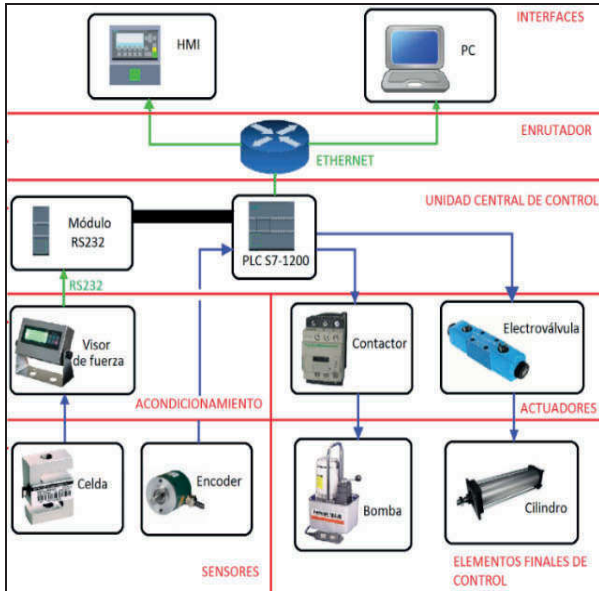 INTERFACES
HMI
PC
ENRUTADOR
ETHERNET
UNIDAD CENTRAL DE CONTROL
Módulo
RS232
PLC S7-1200
RS232
Visor
de fuerza
Contactor
Electroválvula
ACONDICIONAMIENTO
ACTUADORES
Celda
Encoder
Bomba
Cilindro
SENSORES
ELEMENTOS FINALES DE
CONTROL